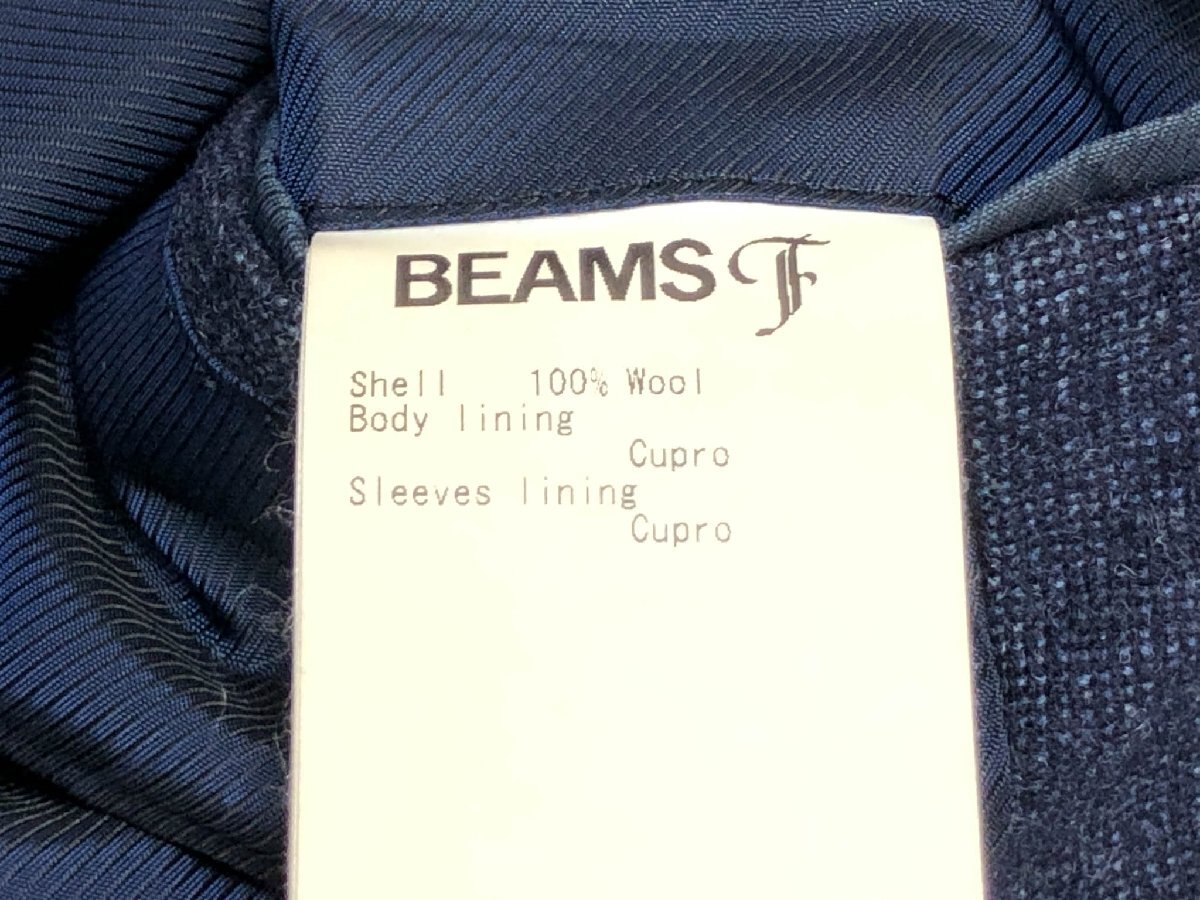 BEAMS F
Shell 100% Wool
Body lining
Cupro
Sleeves lining
Cupro